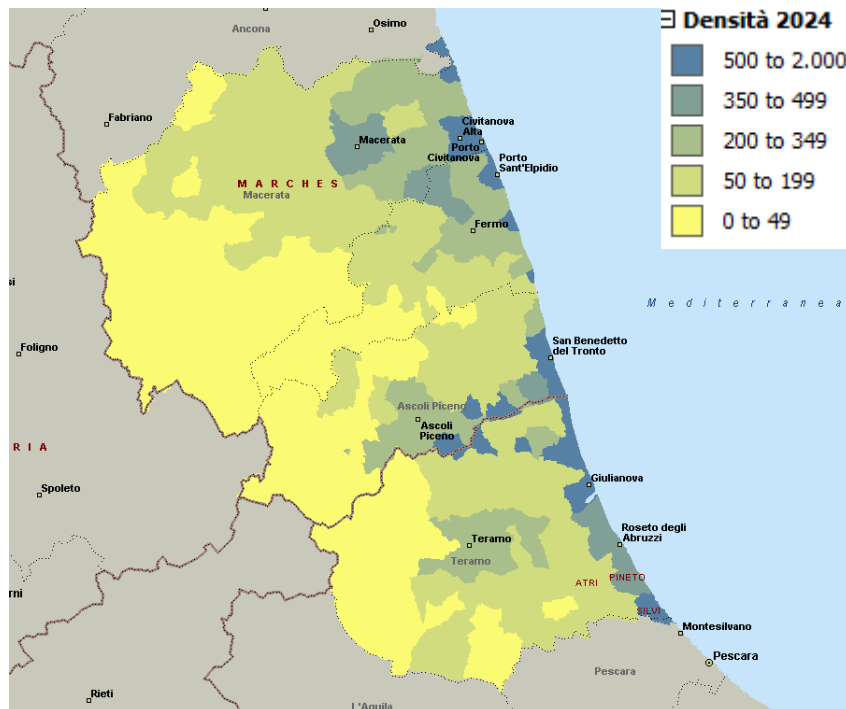 Densità 2024
500 to 2.000
350 to 499
200 to 349
50 to 199
0 to 49
Osimo
Ancona
Fabriano
Civitanova
Alta
Macerata
Porto
Civitanova
Porto
Sant'Elpidio
MARCHES
Macerata
Fermo
si
Mediterranea
San Benedetto
del Tronto
Foligno
Ascoli Piceno
Ascoli
Piceno
RIA
Spoleto
Giulianova
Roseto degli
Abruzzi
Teramo
Teramo
PINETO
ATRI
rni
SILVI
Montesilvano
Pescara
Pescara
Rieti
L'Aquila